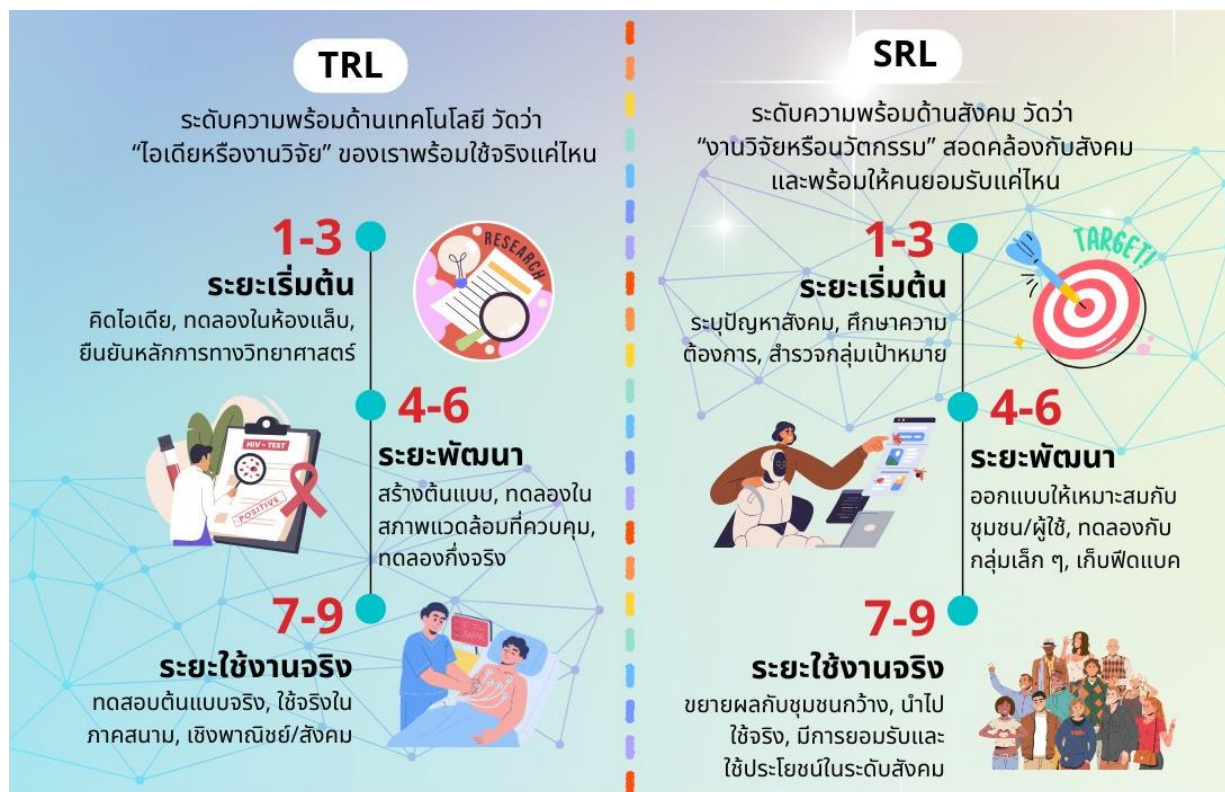 TRL
ระดับความพร้อมด้านเทคโนโลยี วัดว่า
“ไอเดียหรืองานวิจัย” ของเราพร้อมใช้จริงแค่ไหน
1-3
ระยะเริ่มต้น
คิดไอเดีย, ทดลองในห้องแล็บ,
ยืนยันหลักการทางวิทยาศาสตร์
RESEARCH
4-6
ระยะพัฒนา
สร้างต้นแบบ, ทดลองใน
สภาพแวดล้อมที่ควบคุม,
ทดลองกึ่งจริง
HIV - TEST
POSITIVE
7-9
ระยะใช้งานจริง
ทดสอบต้นแบบจริง, ใช้จริงใน
ภาคสนาม, เชิงพาณิชย์/สังคม
SRL
ระดับความพร้อมด้านสังคม วัดว่า
“งานวิจัยหรือนวัตกรรม” สอดคล้องกับสังคม
และพร้อมให้คนยอมรับแค่ไหน
1-3
ระยะเริ่มต้น
ระบุปัญหาสังคม, ศึกษาความ
ต้องการ, สำรวจกลุ่มเป้าหมาย
TARGET!
4-6
ระยะพัฒนา
ออกแบบให้เหมาะสมกับ
ชุมชน/ผู้ใช้, ทดลองกับ
กลุ่มเล็ก ๆ, เก็บฟีดแบค
7-9
ระยะใช้งานจริง
ขยายผลกับชุมชนกว้าง, นำไป
ใช้จริง, มีการยอมรับและ
ใช้ประโยชน์ในระดับสังคม